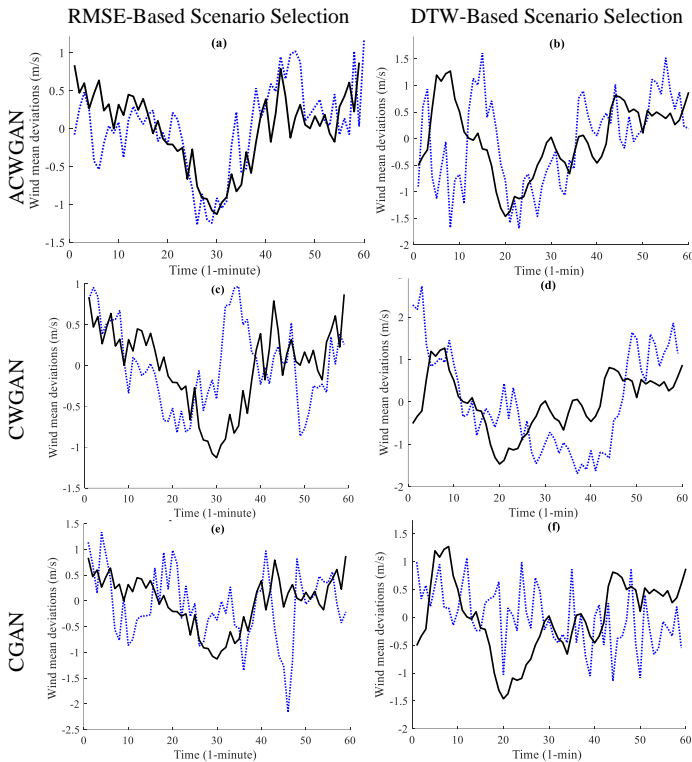 RMSE-Based Scenario Selection
DTW-Based Scenario Selection
ACWGAN
(a)
Wind mean deviations (m/s)
1
0.5
0
-0.5
-1
-1.5
0 10 20 30 40 50 60
Time (1-minute)
(b)
Wind mean deviations (m/s)
1.5
1
0.5
0
-0.5
-1
-1.5
-2
0 10 20 30 40 50 60
Time (1-min)
CWGAN
(c)
Wind mean deviations (m/s)
1
0.5
0
-0.5
-1
-1.5
0 10 20 30 40 50 60
Time (1-minute)
(d)
Wind mean deviations (m/s)
2
1
0
-1
-2
0 10 20 30 40 50 60
Time (1-min)
CGAN
(e)
Wind mean deviations (m/s)
1.5
1
0.5
0
-0.5
-1
-1.5
-2
-2.5
0 10 20 30 40 50 60
Time (1-minute)
(f)
Wind mean deviations (m/s)
1.5
1
0.5
0
-0.5
-1
-1.5
-2
0 10 20 30 40 50 60
Time (1-min)